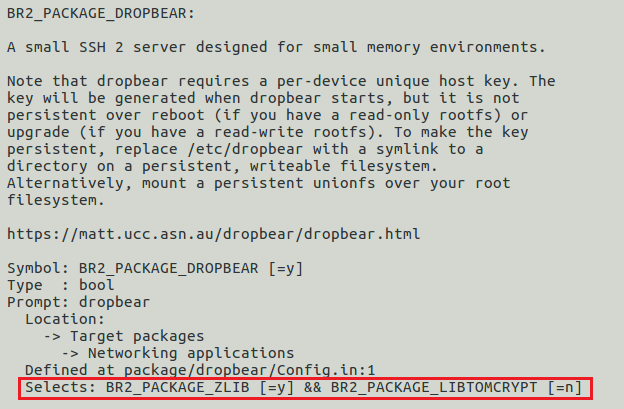 BR2_PACKAGE_DROPBEAR:
A small SSH 2 server designed for small memory environments.
Note that dropbear requires a per-device unique host key. The
key will be generated when dropbear starts, but it is not
persistent over reboot (if you have a read-only rootfs) or
upgrade (if you have a read-write rootfs). To make the key
persistent, replace /etc/dropbear with a symlink to a
directory on a persistent, writeable filesystem.
Alternatively, mount a persistent unionfs over your root
filesystem.
https://matt.ucc.asn.au/dropbear/dropbear.html
Symbol: BR2_PACKAGE_DROPBEAR [=y]
Type  : bool
Prompt: dropbear
  Location:
    -> Target packages
      -> Networking applications
  Defined at package/dropbear/Config.in:1
  Selects: BR2_PACKAGE_ZLIB [=y] && BR2_PACKAGE_LIBTOMCRYPT [=n]